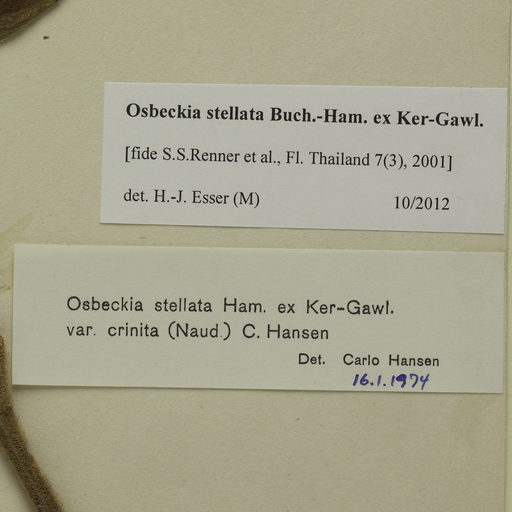 Osbeckia stellata Buch.-Ham. ex Ker-Gawl.
[fide S.S.Renner et al., Fl. Thailand 7(3), 2001]
det. H.-J. Esser (M) 10/2012
Osbeckia stellata Ham. ex Ker-Gawl.
var. crinita (Naud.) C. Hansen
Det. Carlo Hansen
16.1.1974